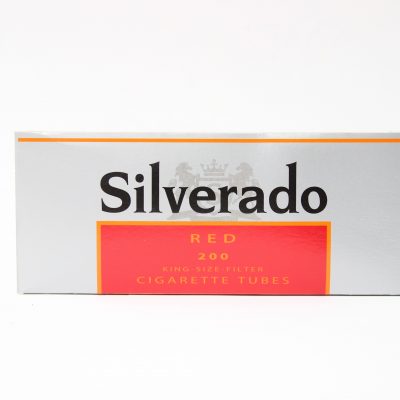 Silverado
RED
200
KING-SIZE FILTER
CIGARETTE TUBES